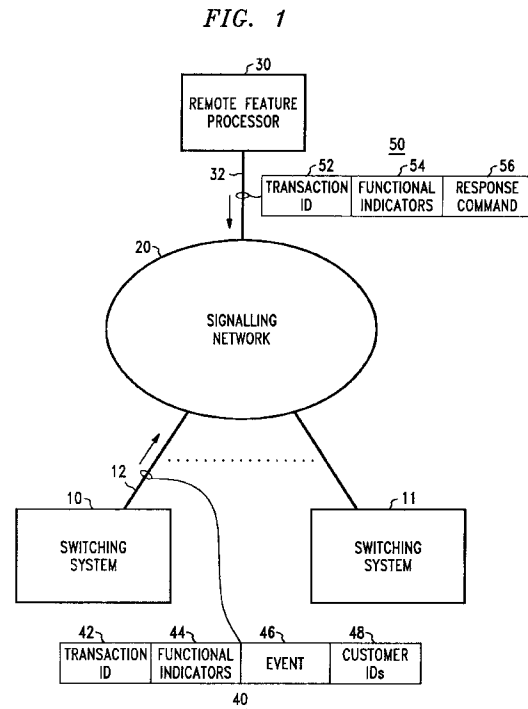 FIG. 1
30
REMOTE FEATURE
PROCESSOR
32
50
52
54
56
TRANSACTION
ID
FUNCTIONAL
INDICATORS
RESPONSE
COMMAND
20
SIGNALLING
NETWORK
12
10
SWITCHING
SYSTEM
11
SWITCHING
SYSTEM
42
44
46
48
TRANSACTION
ID
FUNCTIONAL
INDICATORS
EVENT
CUSTOMER
IDs
40